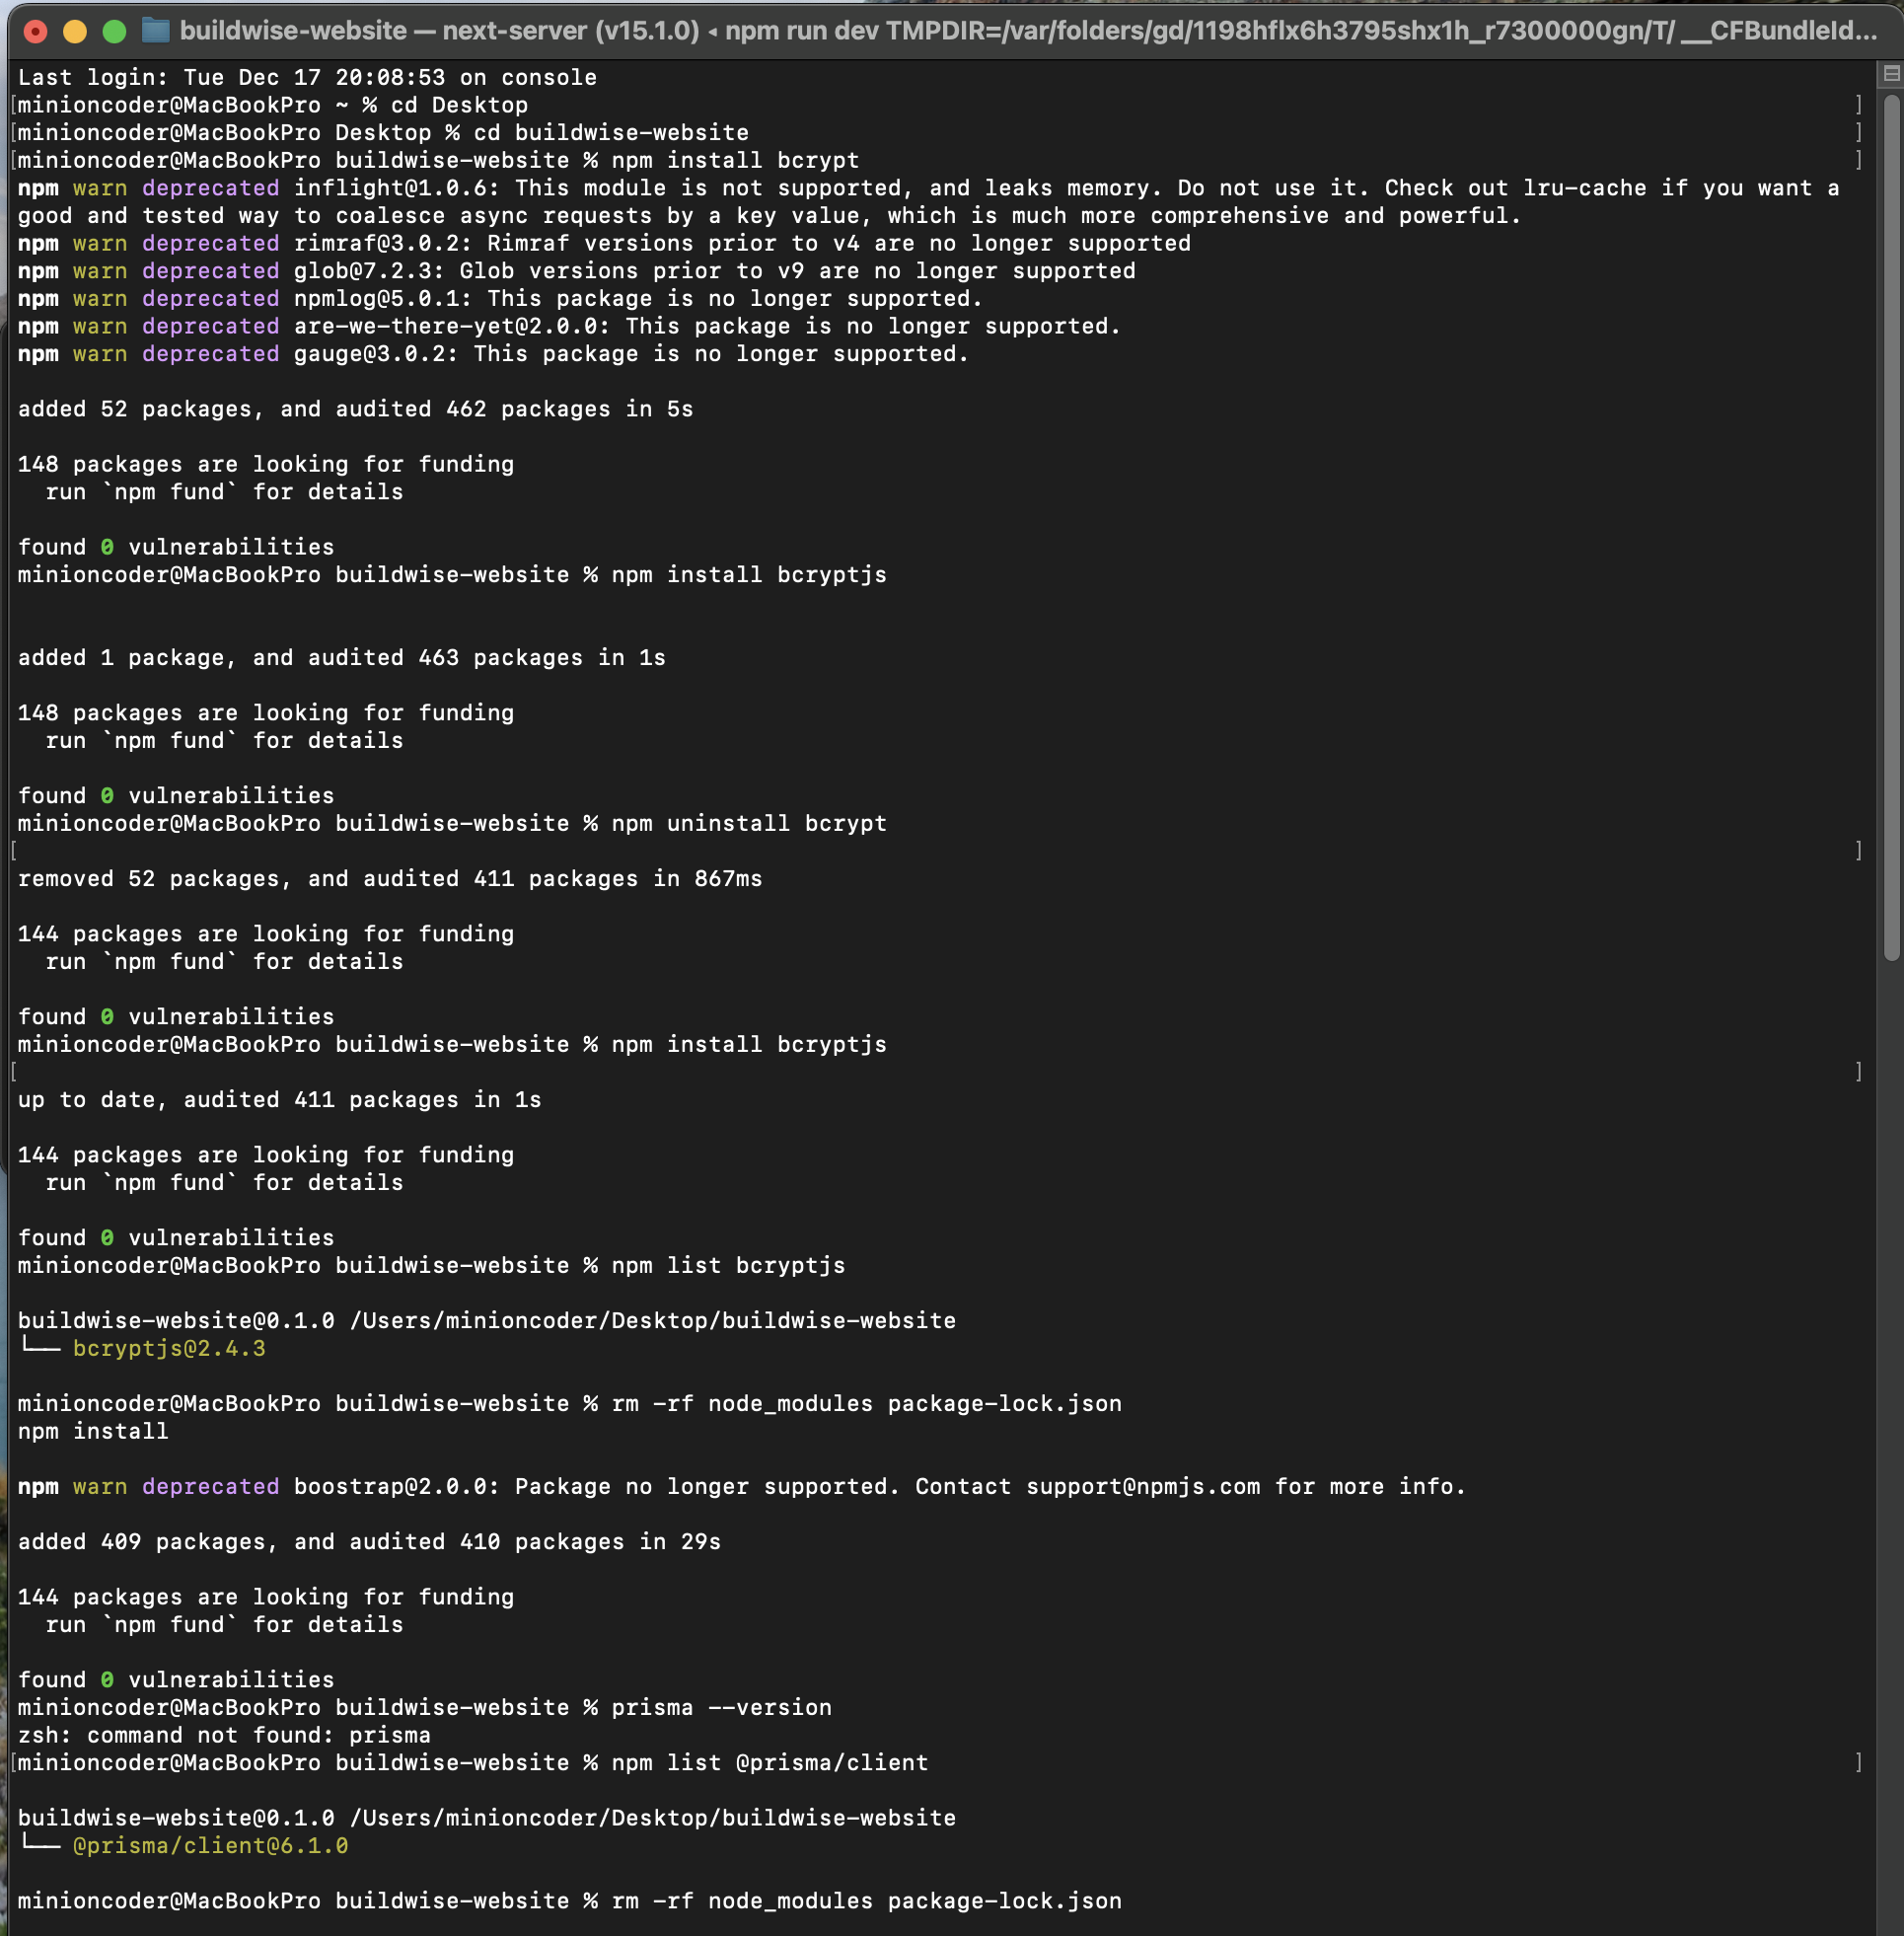 buildwise-website — next-server (v15.1.0) ◂ npm run dev TMPDIR=/var/folders/gd/1198hflx6h3795shx1h_r7300000gn/T/ __CFBundleId...
Last login: Tue Dec 17 20:08:53 on console
[minioncoder@MacBookPro ~ % cd Desktop ]
[minioncoder@MacBookPro Desktop % cd buildwise-website ]
[minioncoder@MacBookPro buildwise-website % npm install bcrypt ]
npm warn deprecated inflight@1.0.6: This module is not supported, and leaks memory. Do not use it. Check out lru-cache if you want a
good and tested way to coalesce async requests by a key value, which is much more comprehensive and powerful.
npm warn deprecated rimraf@3.0.2: Rimraf versions prior to v4 are no longer supported
npm warn deprecated glob@7.2.3: Glob versions prior to v9 are no longer supported
npm warn deprecated npmlog@5.0.1: This package is no longer supported.
npm warn deprecated are-we-there-yet@2.0.0: This package is no longer supported.
npm warn deprecated gauge@3.0.2: This package is no longer supported.
added 52 packages, and audited 462 packages in 5s
148 packages are looking for funding
  run `npm fund` for details
found 0 vulnerabilities
minioncoder@MacBookPro buildwise-website % npm install bcryptjs
added 1 package, and audited 463 packages in 1s
148 packages are looking for funding
  run `npm fund` for details
found 0 vulnerabilities
minioncoder@MacBookPro buildwise-website % npm uninstall bcrypt
[ ]
removed 52 packages, and audited 411 packages in 867ms
144 packages are looking for funding
  run `npm fund` for details
found 0 vulnerabilities
minioncoder@MacBookPro buildwise-website % npm install bcryptjs
[ ]
up to date, audited 411 packages in 1s
144 packages are looking for funding
  run `npm fund` for details
found 0 vulnerabilities
minioncoder@MacBookPro buildwise-website % npm list bcryptjs
buildwise-website@0.1.0 /Users/minioncoder/Desktop/buildwise-website
└── bcryptjs@2.4.3
minioncoder@MacBookPro buildwise-website % rm -rf node_modules package-lock.json
npm install
npm warn deprecated boostrap@2.0.0: Package no longer supported. Contact support@npmjs.com for more info.
added 409 packages, and audited 410 packages in 29s
144 packages are looking for funding
  run `npm fund` for details
found 0 vulnerabilities
minioncoder@MacBookPro buildwise-website % prisma --version
zsh: command not found: prisma
[minioncoder@MacBookPro buildwise-website % npm list @prisma/client ]
buildwise-website@0.1.0 /Users/minioncoder/Desktop/buildwise-website
└── @prisma/client@6.1.0
minioncoder@MacBookPro buildwise-website % rm -rf node_modules package-lock.json